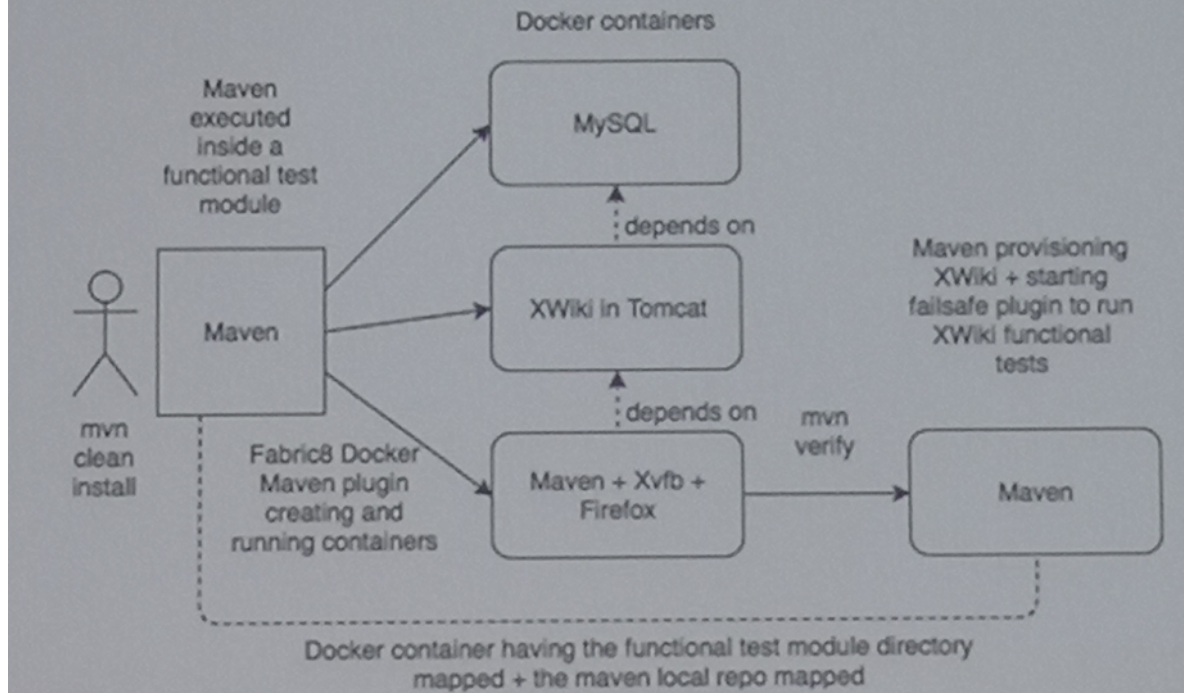 Docker containers
Maven
executed
inside a
functional test
module
MySQL
depends on
Maven
XWiki in Tomcat
Maven provisioning
XWiki + starting
failsafe plugin to run
XWiki functional
tests
depends on
mvn
clean
install
Fabric8 Docker
Maven plugin
creating and
running containers
Maven + Xvfb +
Firefox
mvn
verify
Maven
Docker container having the functional test module directory
mapped + the maven local repo mapped